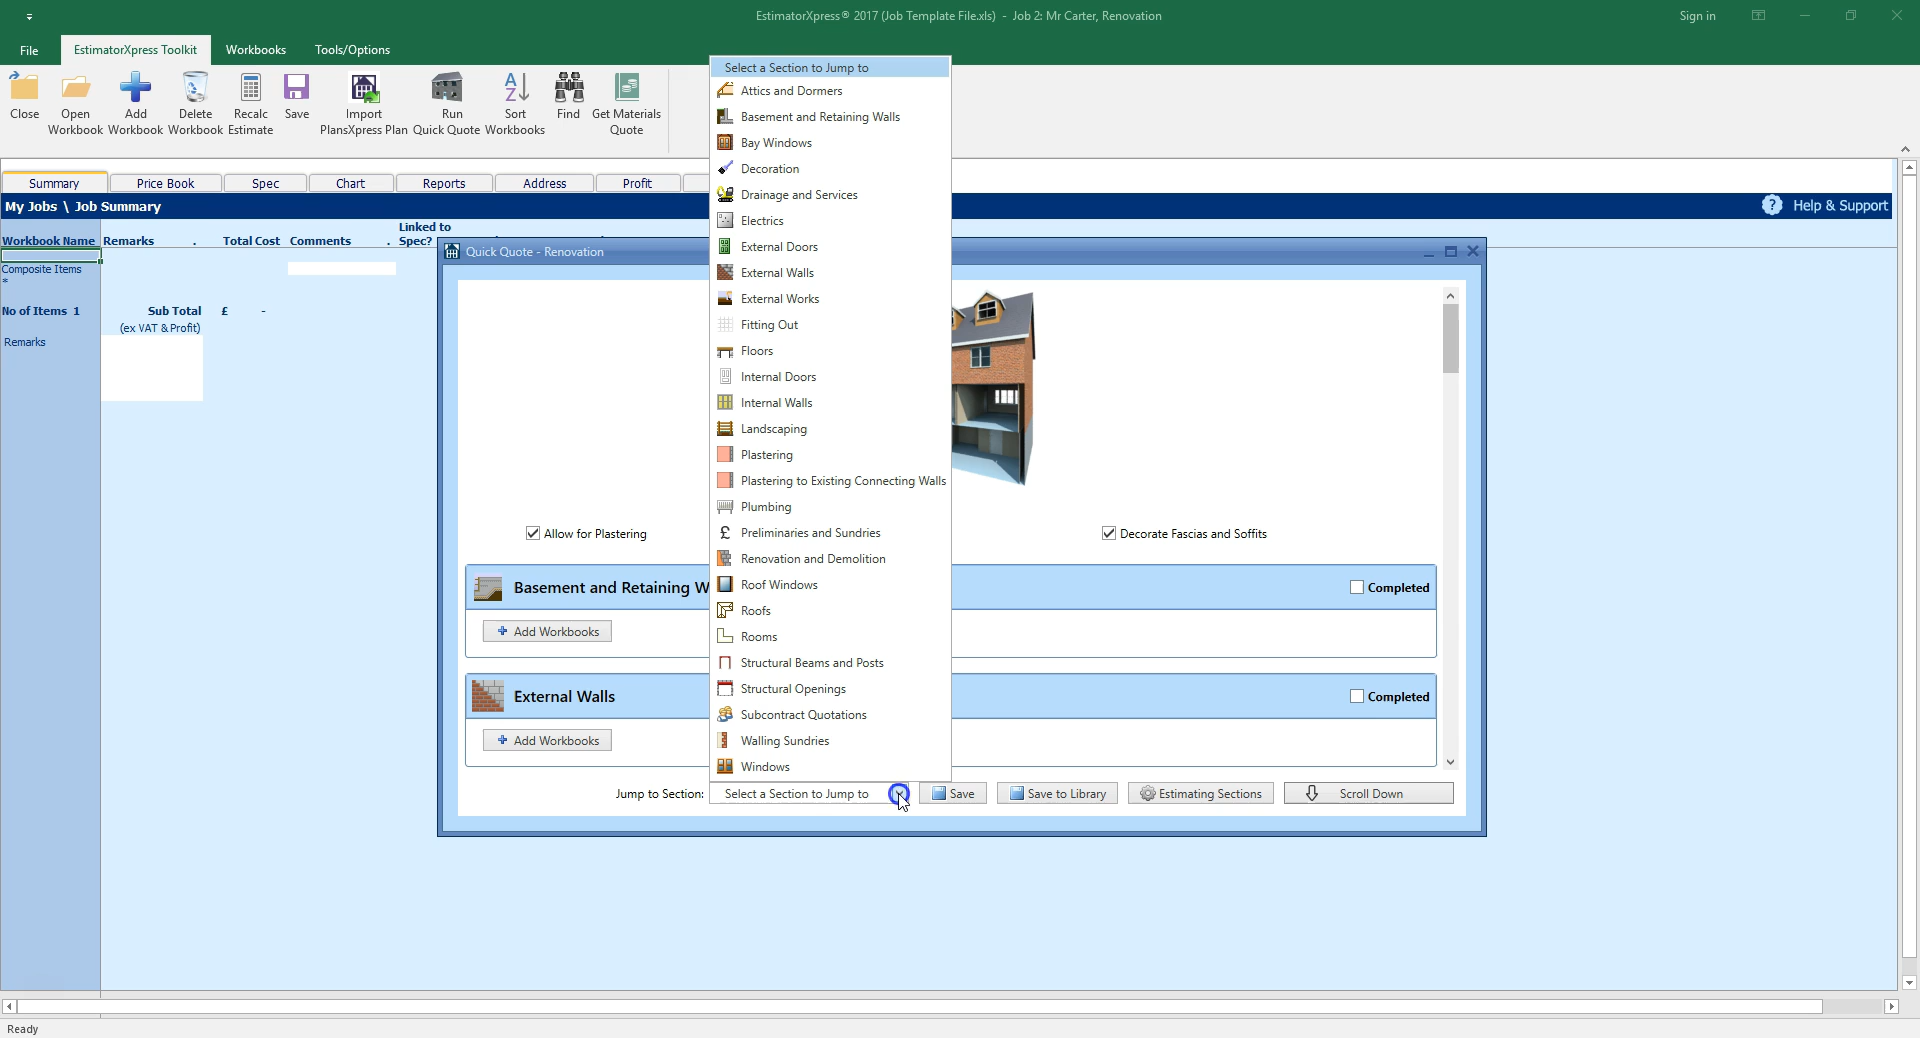 EstimatorXpress® 2017 (Job Template File.xls) - Job 2: Mr Carter, Renovation
Sign in
File
EstimatorXpress Toolkit
Workbooks
Tools/Options
Close
Open Workbook
Add Workbook
Delete Workbook
Recalc Estimate
Save
Import PlansXpress Plan
Run Quick Quote
Sort Workbooks
Find
Get Materials Quote
Summary
Price Book
Spec
Chart
Reports
Address
Profit
My Jobs \ Job Summary
Help & Support
Workbook Name
Remarks .
Total Cost
Comments .
Linked to Spec?
Composite Items
*
No of Items 1
Sub Total £ -
(ex VAT & Profit)
Remarks
Quick Quote - Renovation
Select a Section to Jump to
Attics and Dormers
Basement and Retaining Walls
Bay Windows
Decoration
Drainage and Services
Electrics
External Doors
External Walls
External Works
Fitting Out
Floors
Internal Doors
Internal Walls
Landscaping
Plastering
Plastering to Existing Connecting Walls
Plumbing
Preliminaries and Sundries
Renovation and Demolition
Roof Windows
Roofs
Rooms
Structural Beams and Posts
Structural Openings
Subcontract Quotations
Walling Sundries
Windows
Allow for Plastering
Decorate Fascias and Soffits
Basement and Retaining W
Completed
Add Workbooks
External Walls
Completed
Add Workbooks
Jump to Section:
Select a Section to Jump to
Save
Save to Library
Estimating Sections
Scroll Down
Ready